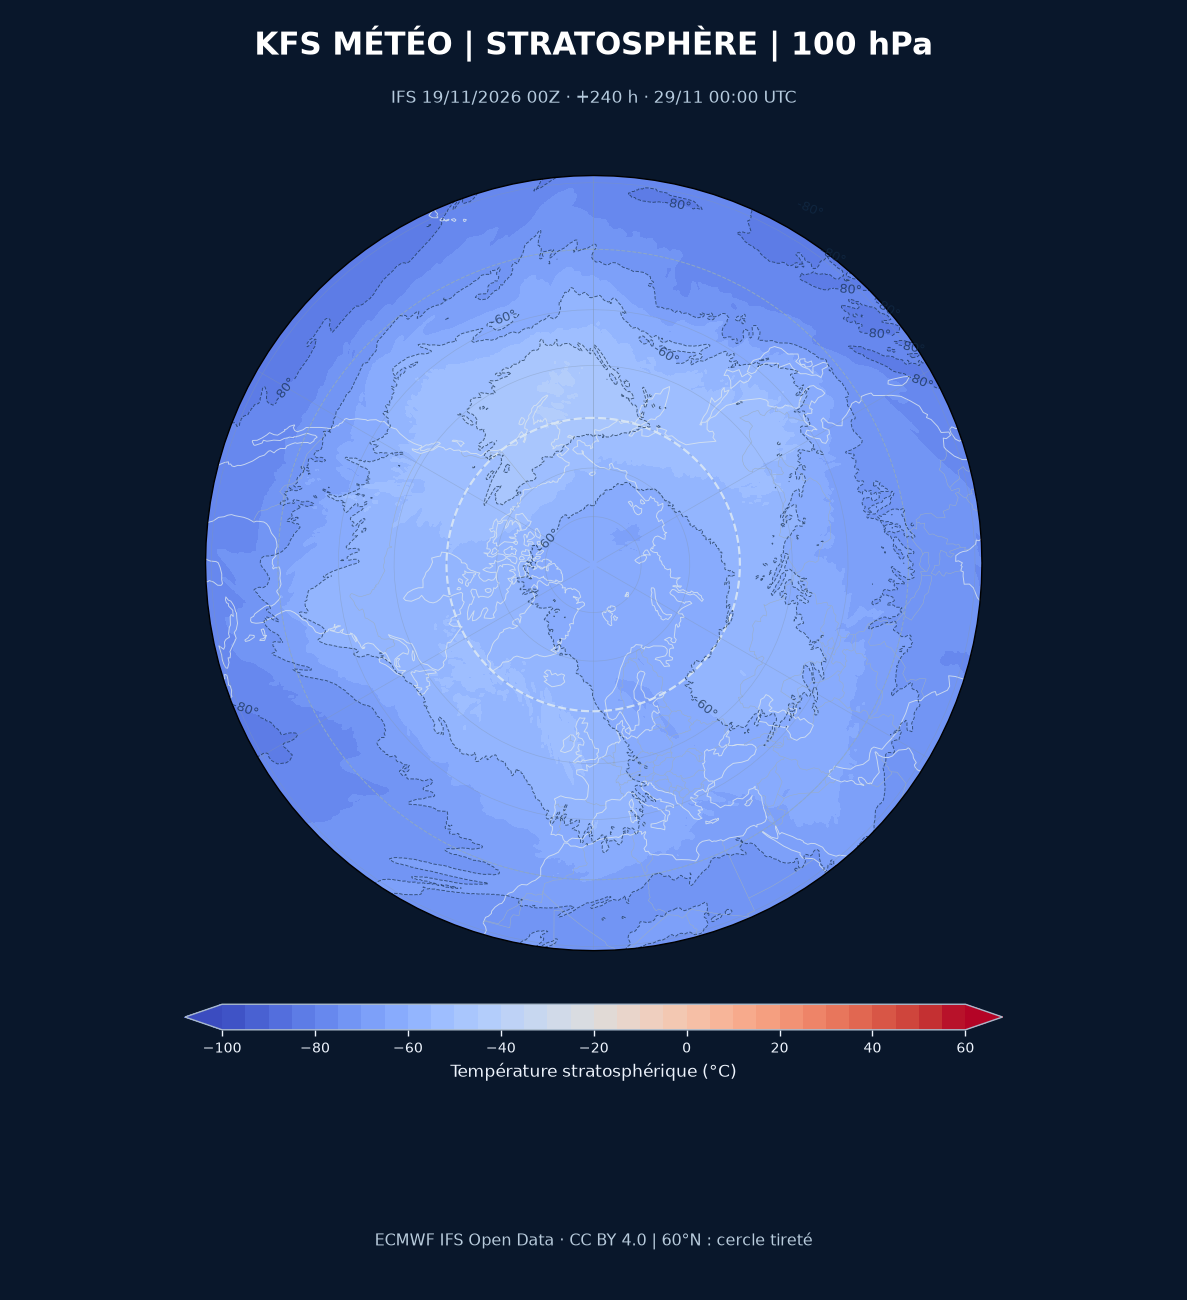 KFS MÉTÉO | STRATOSPHÈRE | 100 hPa
IFS 19/11/2026 00Z · +240 h · 29/11 00:00 UTC
-80°
-80°
-80°
-80°
-80°
-80°
-80°
-60°
-60°
-80°
-60°
-60°
-80°
−100 −80 −60 −40 −20 0 20 40 60
Température stratosphérique (°C)
ECMWF IFS Open Data · CC BY 4.0 | 60°N : cercle tireté